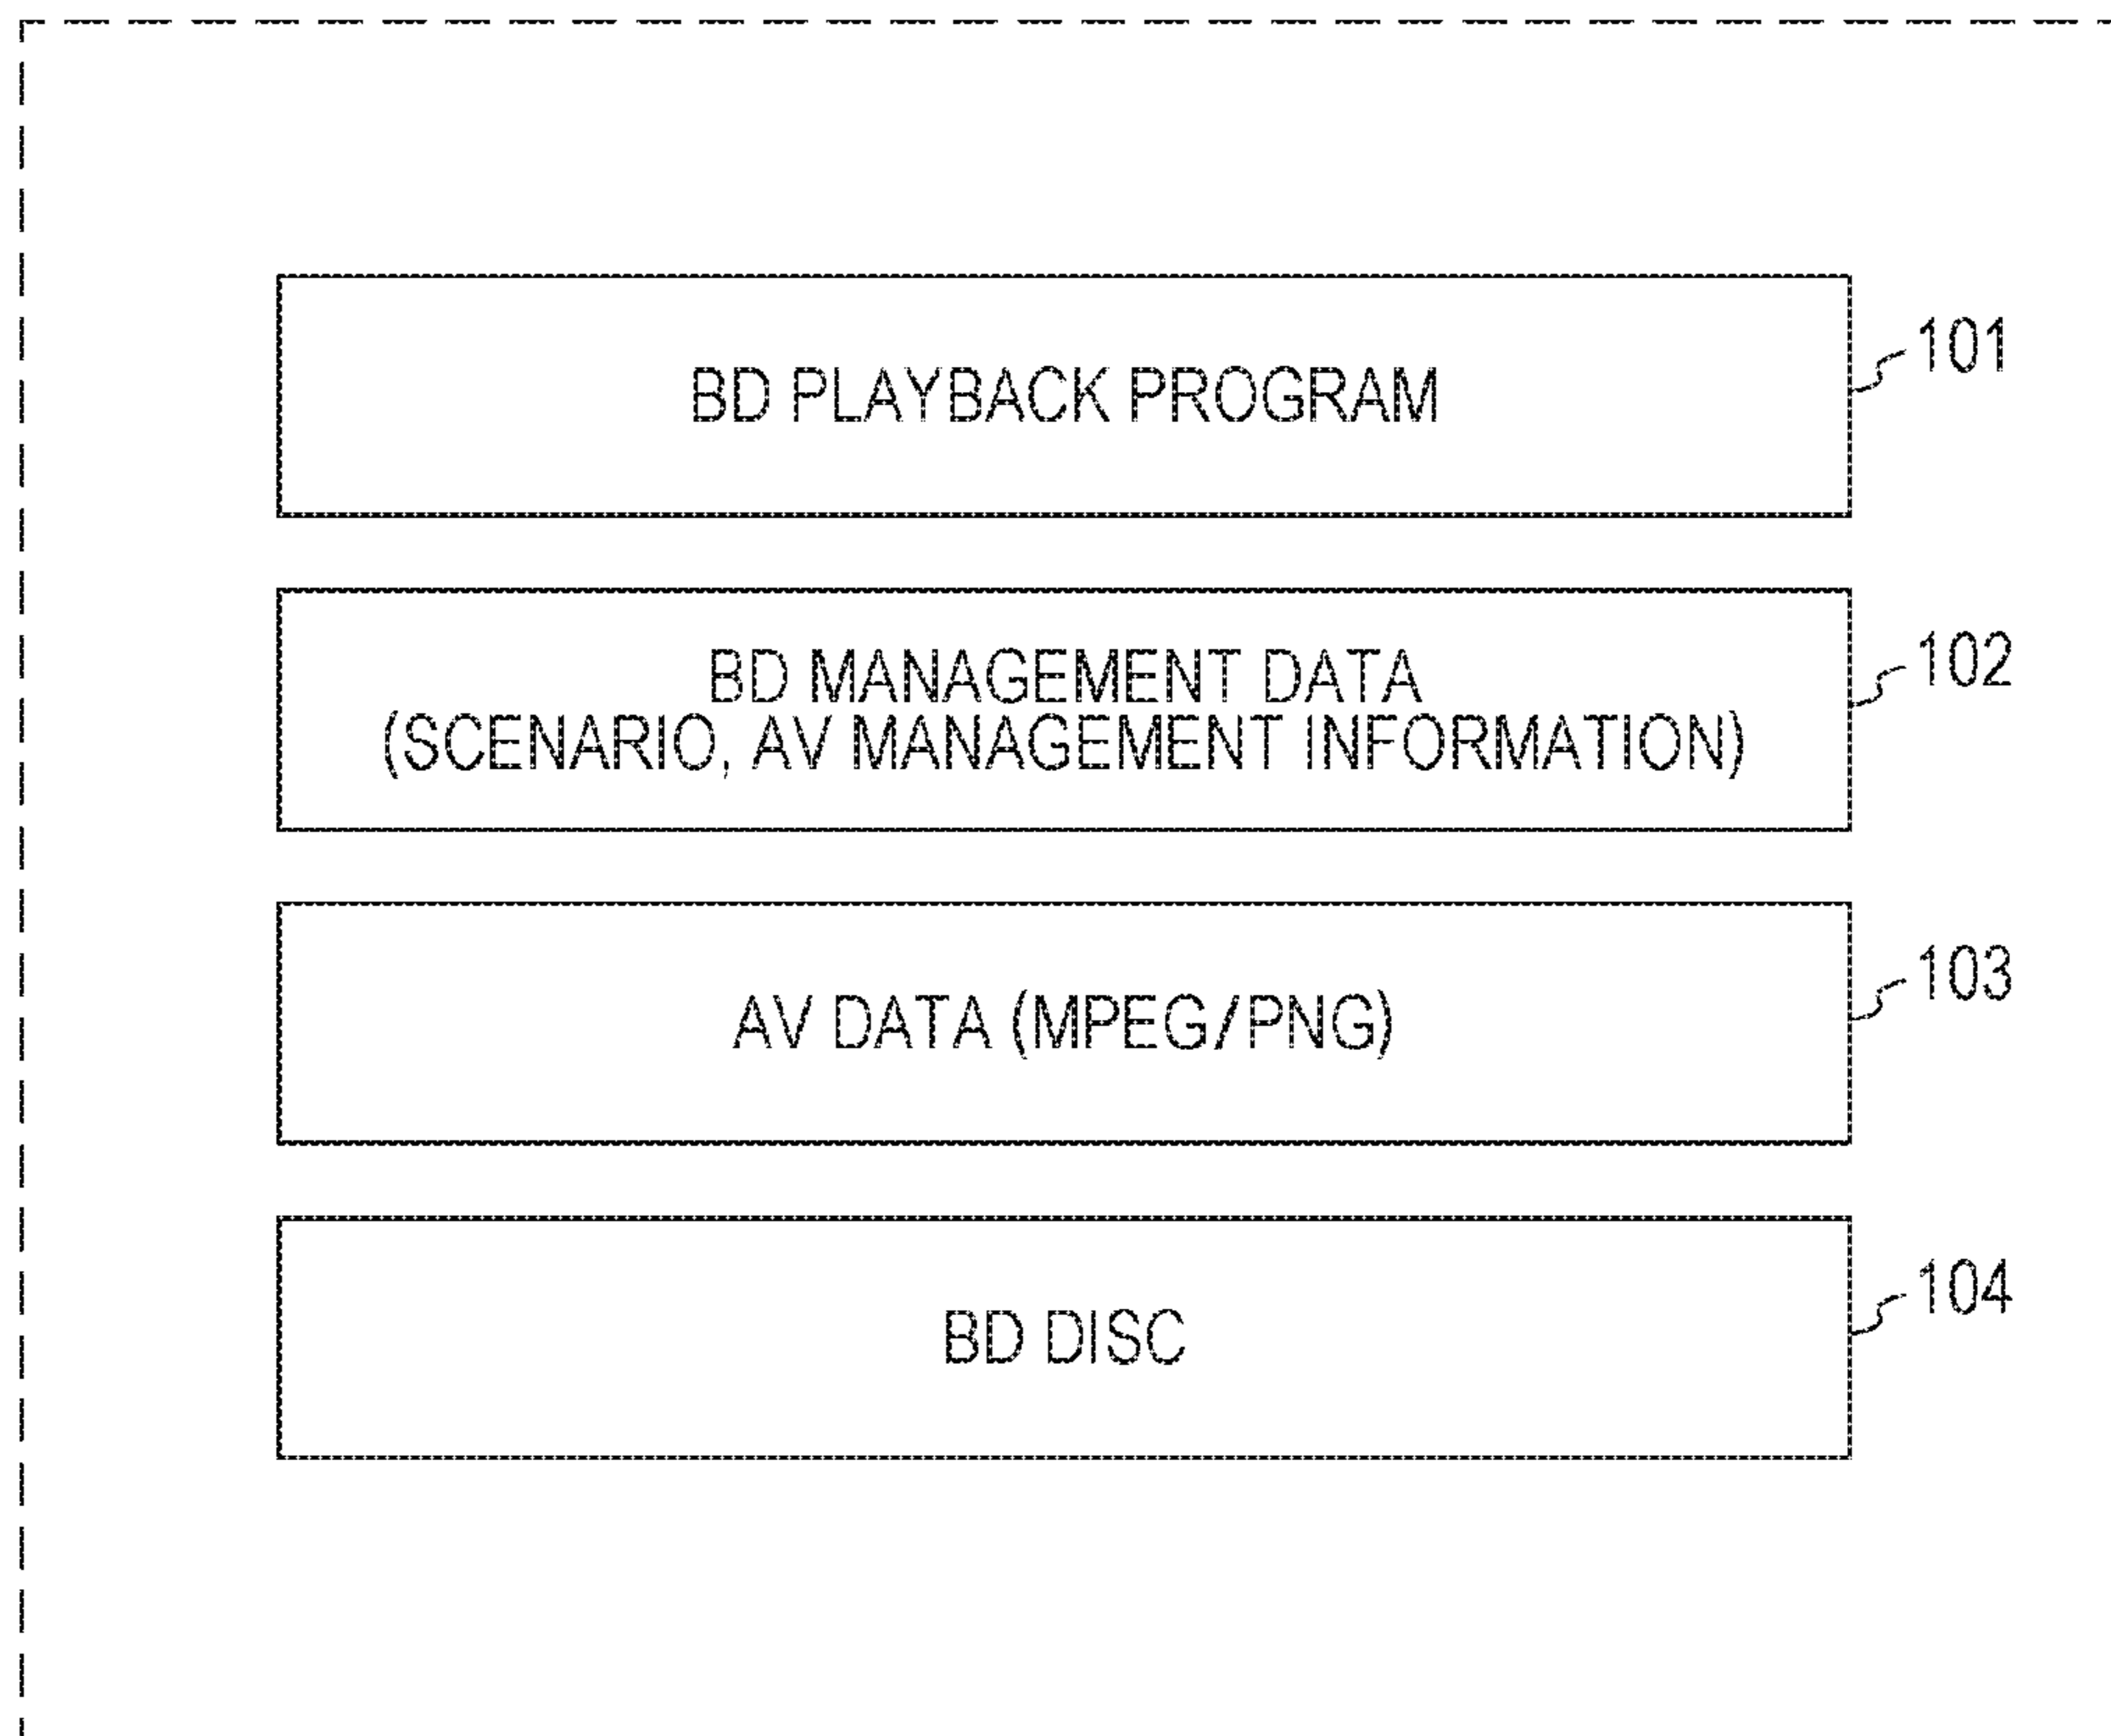 BD PLAYBACK PROGRAM
101
BD MANAGEMENT DATA
(SCENARIO, AV MANAGEMENT INFORMATION)
102
AV DATA (MPEG/PNG)
103
BD DISC
104